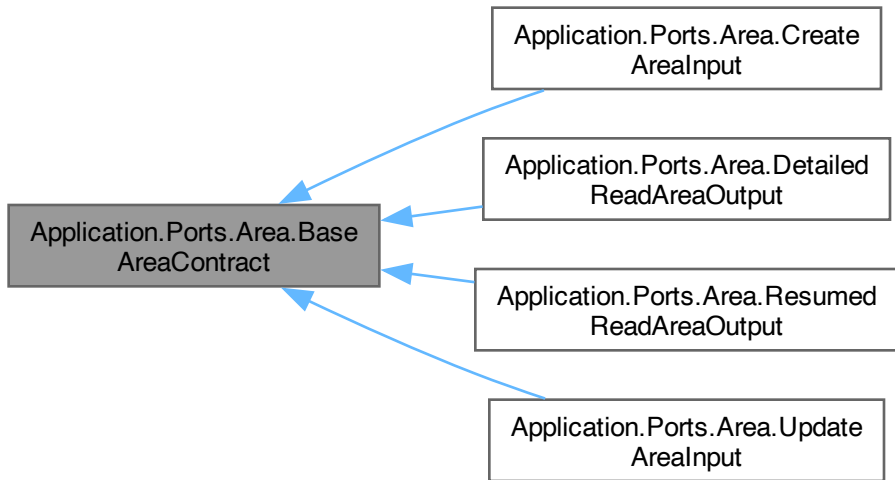 Application.Ports.Area.Create
AreaInput
Application.Ports.Area.Detailed
ReadAreaOutput
Application.Ports.Area.Base
AreaContract
Application.Ports.Area.Resumed
ReadAreaOutput
Application.Ports.Area.Update
AreaInput